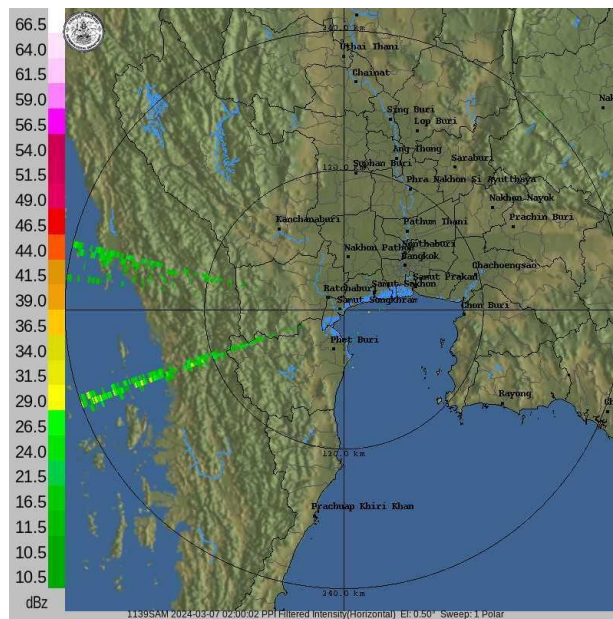 66.5
64.0
61.5
59.0
56.5
54.0
51.5
49.0
46.5
44.0
41.5
39.0
36.5
34.0
31.5
29.0
26.5
24.0
21.5
16.5
11.5
10.5
10.5
dBz
240.0 km
Uthai Thani
Chainat
Sing Buri
Lop Buri
Ang Thong
Saraburi
120.0 km
Suphan Buri
Phra Nakhon Si Ayutthaya
Nakhon Nayok
Kanchanaburi
Prachin Buri
Pathum Thani
Nakhon Pathom
Nonthaburi
Bangkok
Chachoengsao
Samut Prakan
Ratchaburi
Samut Sakhon
Samut Songkhram
Chon Buri
Phet Buri
Rayong
120.0 km
Prachuap Khiri Khan
240.0 km
1139SAM 2024-03-07 02:00:02 PPI Filtered Intensity(Horizontal) El: 0.50° Sweep: 1 Polar